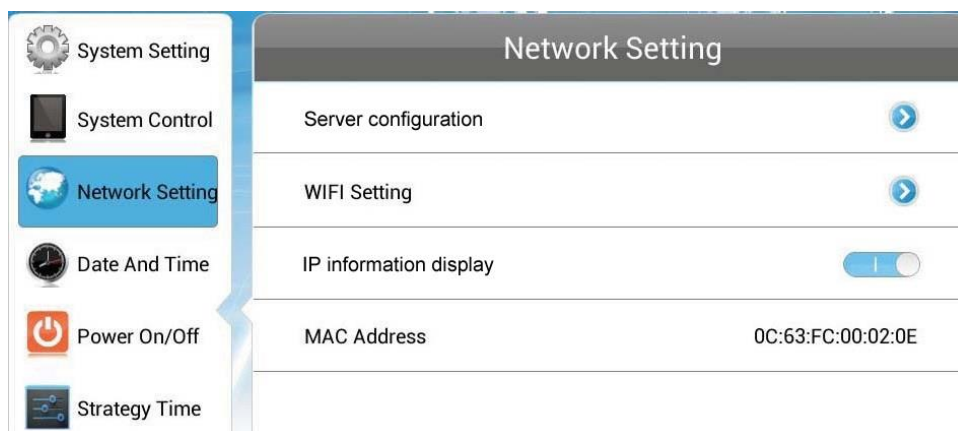 System Setting
System Control
Network Setting
Date And Time
Power On/Off
Strategy Time
Network Setting
Server configuration
WIFI Setting
IP information display
MAC Address 0C:63:FC:00:02:0E